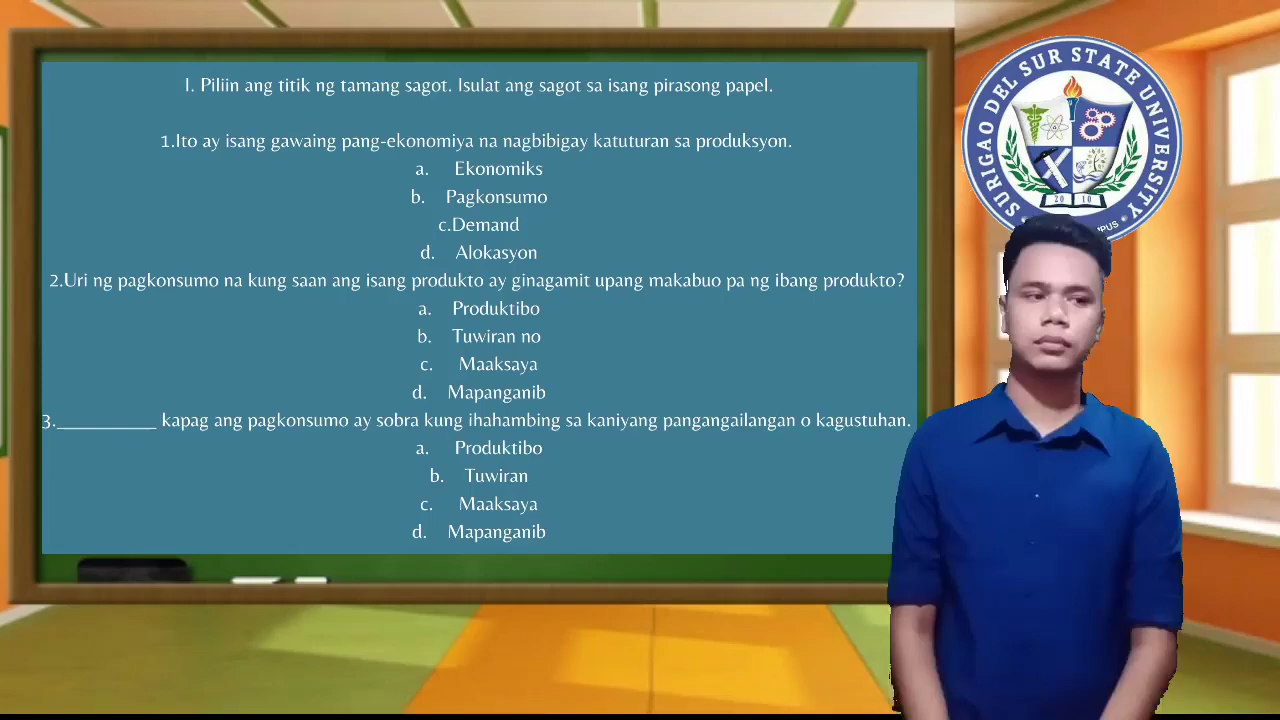 I. Piliin ang titik ng tamang sagot. Isulat ang sagot sa isang pirasong papel.
1.Ito ay isang gawaing pang-ekonomiya na nagbibigay katuturan sa produksyon.
a. Ekonomiks
b. Pagkonsumo
c.Demand
d. Alokasyon
2.Uri ng pagkonsumo na kung saan ang isang produkto ay ginagamit upang makabuo pa ng ibang produkto?
a. Produktibo
b. Tuwiran no
c. Maaksaya
d. Mapanganib
3.__________ kapag ang pagkonsumo ay sobra kung ihahambing sa kaniyang pangangailangan o kagustuhan.
a. Produktibo
b. Tuwiran
c. Maaksaya
d. Mapanganib
SURIGAO DEL SUR STATE UNIVERSITY
20 10